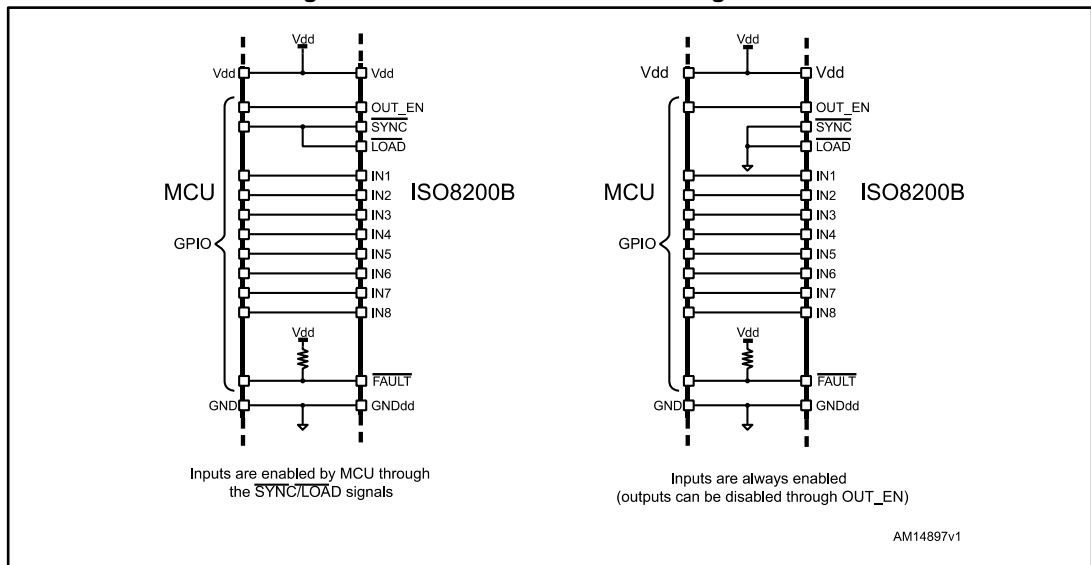 Vdd
Vdd
Vdd
OUT_EN
SYNC
LOAD
MCU
ISO8200B
GPIO
IN1
IN2
IN3
IN4
IN5
IN6
IN7
IN8
Vdd
FAULT
GND
GNDdd
Inputs are enabled by MCU through
the SYNC/LOAD signals
Vdd
Vdd
Vdd
OUT_EN
SYNC
LOAD
MCU
ISO8200B
GPIO
IN1
IN2
IN3
IN4
IN5
IN6
IN7
IN8
Vdd
FAULT
GND
GNDdd
Inputs are always enabled
(outputs can be disabled through OUT_EN)
AM14897v1